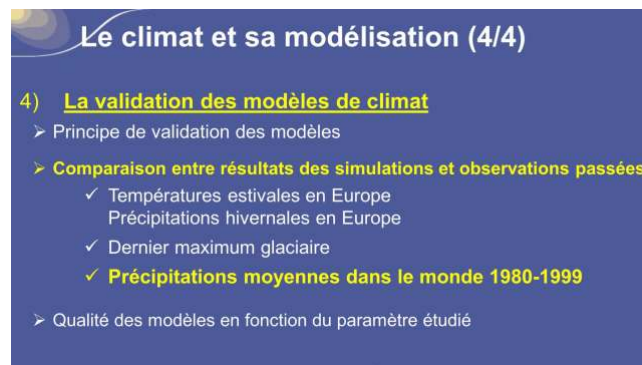 Le climat et sa modélisation (4/4)
4) La validation des modèles de climat
➢ Principe de validation des modèles
➢ Comparaison entre résultats des simulations et observations passées
✓ Températures estivales en Europe
Précipitations hivernales en Europe
✓ Dernier maximum glaciaire
✓ Précipitations moyennes dans le monde 1980-1999
➢ Qualité des modèles en fonction du paramètre étudié